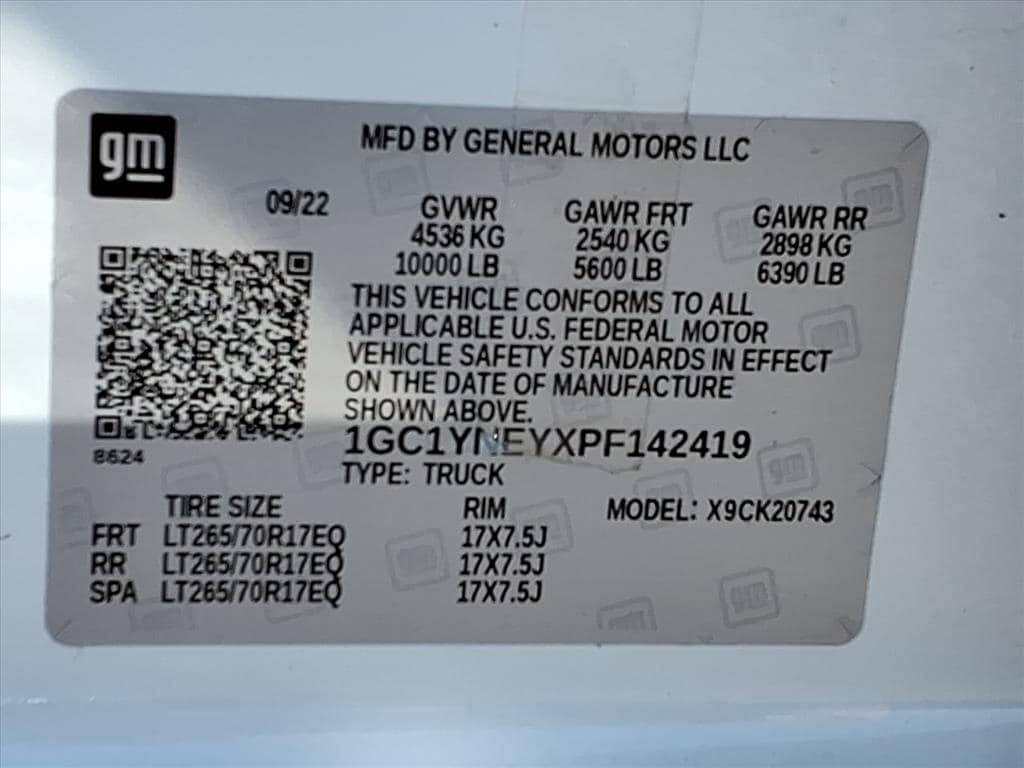 gm
MFD BY GENERAL MOTORS LLC
09/22 GVWR GAWR FRT GAWR RR
4536 KG 2540 KG 2898 KG
10000 LB 5600 LB 6390 LB
THIS VEHICLE CONFORMS TO ALL
APPLICABLE U.S. FEDERAL MOTOR
VEHICLE SAFETY STANDARDS IN EFFECT
ON THE DATE OF MANUFACTURE
SHOWN ABOVE.
1GC1YNEYXPF142419
8624
TYPE: TRUCK
TIRE SIZE RIM MODEL: X9CK20743
FRT LT265/70R17EQ 17X7.5J
RR LT265/70R17EQ 17X7.5J
SPA LT265/70R17EQ 17X7.5J